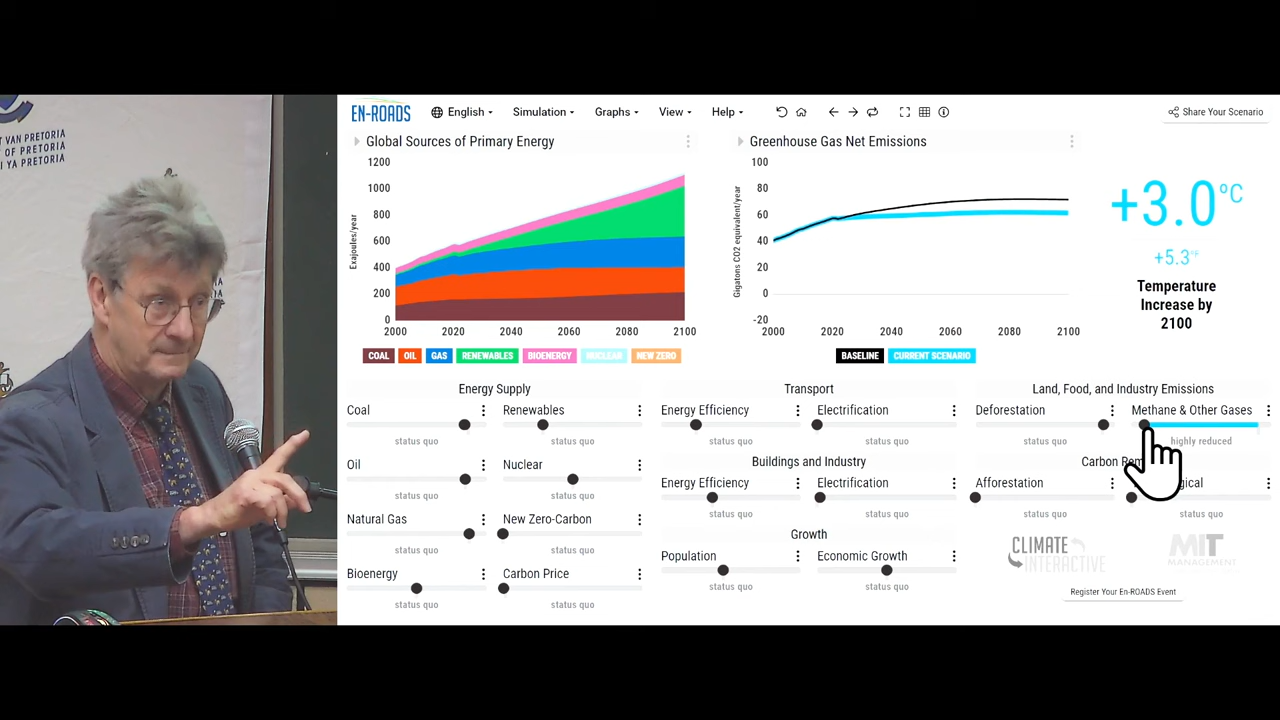 T VAN PRETORIA
OF PRETORIA
YA PRETORIA
EN-ROADS
English
Simulation
Graphs
View
Help
Share Your Scenario
Global Sources of Primary Energy
Greenhouse Gas Net Emissions
1200
1000
800
600
400
200
0
Exajoules/year
2000 2020 2040 2060 2080 2100
COAL OIL GAS RENEWABLES BIOENERGY NUCLEAR NEW ZERO
100
80
60
40
20
0
-20
Gigatons CO2 equivalent/year
2000 2020 2040 2060 2080 2100
BASELINE CURRENT SCENARIO
+3.0°C
+5.3°F
Temperature
Increase by
2100
Energy Supply
Coal
status quo
Renewables
status quo
Oil
status quo
Nuclear
status quo
Natural Gas
status quo
New Zero-Carbon
status quo
Bioenergy
status quo
Carbon Price
status quo
Transport
Energy Efficiency
status quo
Electrification
status quo
Buildings and Industry
Energy Efficiency
status quo
Electrification
status quo
Growth
Population
status quo
Economic Growth
status quo
Land, Food, and Industry Emissions
Deforestation
status quo
Methane & Other Gases
highly reduced
Carbon
Afforestation
status quo
status quo
CLIMATE
INTERACTIVE
MIT
MANAGEMENT
Register Your En-ROADS Event